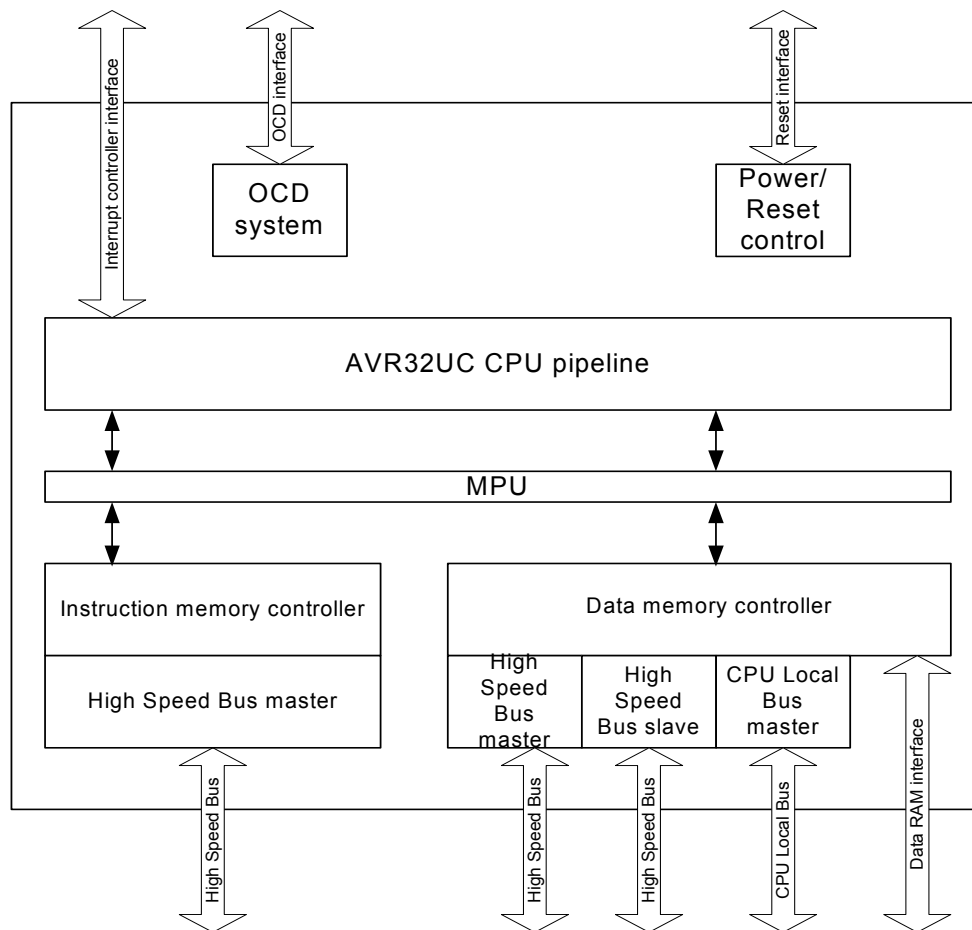 Interrupt controller interface
OCD interface
Reset interface
OCD
system
Power/
Reset
control
AVR32UC CPU pipeline
MPU
Instruction memory controller
Data memory controller
High Speed Bus master
High
Speed
Bus
master
High
Speed
Bus slave
CPU Local
Bus
master
High Speed Bus
High Speed Bus
High Speed Bus
CPU Local Bus
Data RAM interface